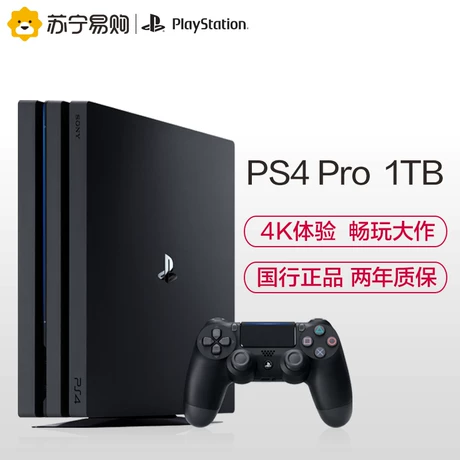 苏宁易购 PlayStation.
SONY
PS4 Pro 1TB
4K体验 畅玩大作
国行正品 两年质保
PS4